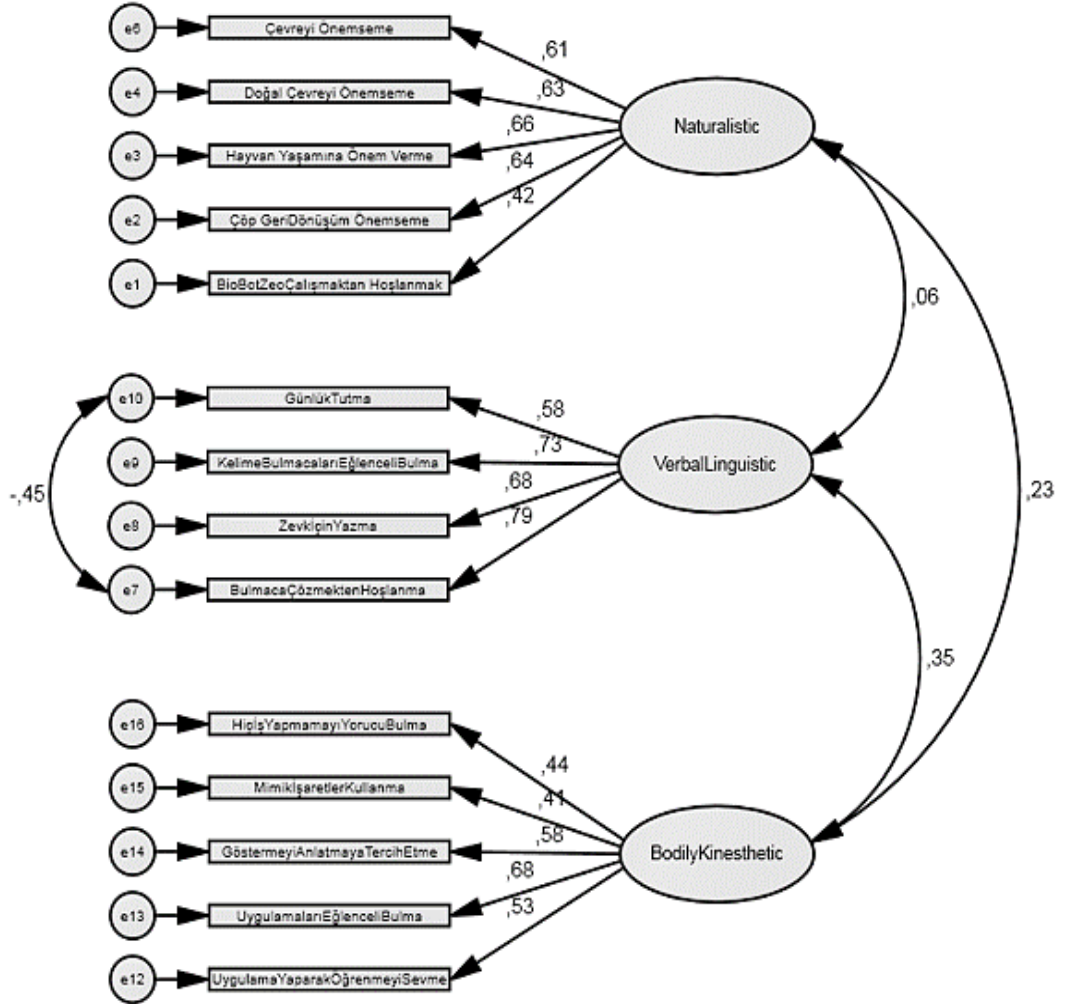 e5
Çevreyi Önemseme
,61
e4
Doğal Çevreyi Önemseme
,63
Naturalistic
e3
Hayvan Yaşamına Önem Verme
,66
e2
Çöp GeriDönüşüm Önemseme
,64
e1
BioBotZeoÇalışmaktan Hoşlanmak
,42
,06
e10
GünlükTutma
,58
e9
KelimeBulmacalarıEğlenceliBulma
,73
VerbalLinguistic
-,45
,23
e8
ZevkİçinYazma
,68
e7
BulmacaÇözmektenHoşlanma
,79
,35
e16
HiçİşYapmamayıYorucuBulma
,44
e15
MimikİşaretlerKullanma
,41
e14
GöstermeyiAnlatmayaTercihEtme
,58
BodilyKinesthetic
e13
UygulamalarıEğlenceliBulma
,68
e12
UygulamaYaparakÖğrenmeyiSevme
,53